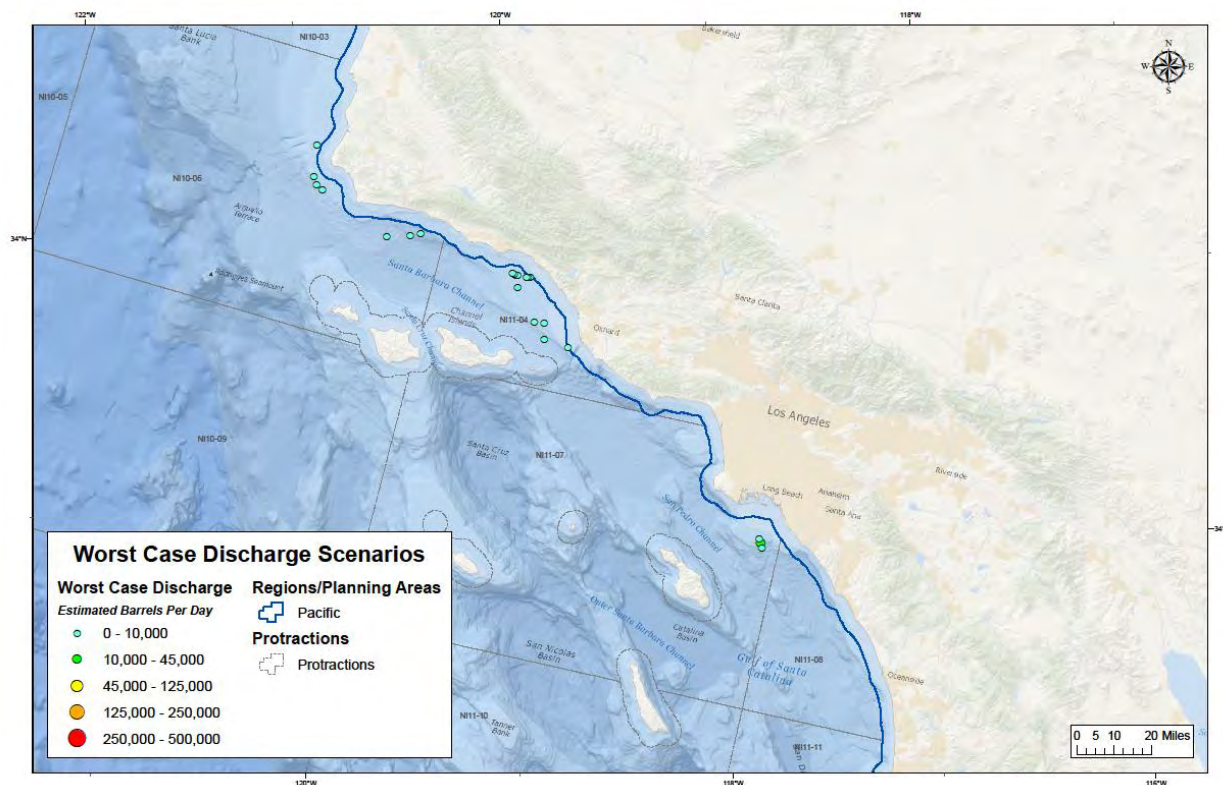 122°W
120°W
118°W
Santa Lucia
Bank
NI10-03
Bakersfield
N
W
E
S
NI10-05
NI10-06
Arguello
Terrace
34°N
Rodriguez Seamount
Santa Barbara Channel
Channel
Islands
NI11-04
Santa Cruz Channel
Oxnard
Santa Clarita
Los Angeles
NI10-09
Santa Cruz
Basin
NI11-07
Riverside
Long Beach
Anaheim
Santa Ana
San Pedro Channel
34°
Outer Santa Barbara Channel
Catalina
Basin
San Nicolas
Basin
Gulf of Santa
Catalina
NI11-08
Oceanside
NI11-10
Tanner
Bank
NI11-11
Worst Case Discharge Scenarios
Worst Case Discharge
Estimated Barrels Per Day
0 - 10,000
10,000 - 45,000
45,000 - 125,000
125,000 - 250,000
250,000 - 500,000
Regions/Planning Areas
Pacific
Protractions
Protractions
0 5 10 20 Miles
120°W
118°W
116°W